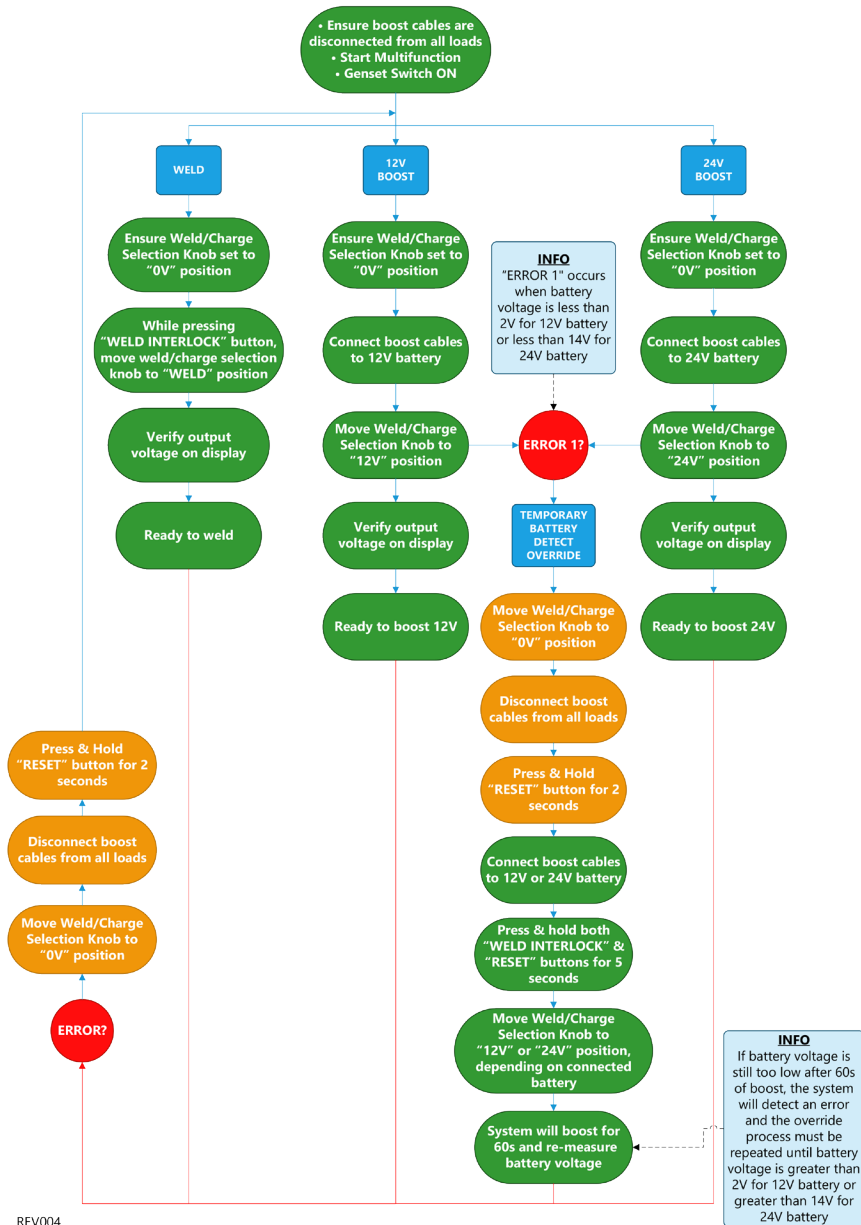 • Ensure boost cables are
disconnected from all loads
• Start Multifunction
• Genset Switch ON
WELD
12V
BOOST
24V
BOOST
Ensure Weld/Charge
Selection Knob set to
“0V” position
Ensure Weld/Charge
Selection Knob set to
“0V” position
INFO
"ERROR 1" occurs
when battery
voltage is less than
2V for 12V battery
or less than 14V for
24V battery
Ensure Weld/Charge
Selection Knob set to
“0V” position
While pressing
“WELD INTERLOCK” button,
move weld/charge selection
knob to “WELD” position
Connect boost cables
to 12V battery
Connect boost cables
to 24V battery
Verify output
voltage on display
Move Weld/Charge
Selection Knob to
“12V” position
ERROR 1?
Move Weld/Charge
Selection Knob to
“24V” position
Ready to weld
Verify output
voltage on display
TEMPORARY
BATTERY
DETECT
OVERRIDE
Verify output
voltage on display
Ready to boost 12V
Move Weld/Charge
Selection Knob to
“0V” position
Ready to boost 24V
Disconnect boost
cables from all loads
Press & Hold
“RESET” button for 2
seconds
Press & Hold
“RESET” button for 2
seconds
Disconnect boost
cables from all loads
Connect boost cables
to 12V or 24V battery
Move Weld/Charge
Selection Knob to
“0V” position
Press & hold both
“WELD INTERLOCK” &
“RESET” buttons for 5
seconds
ERROR?
Move Weld/Charge
Selection Knob to
“12V” or “24V” position,
depending on connected
battery
System will boost for
60s and re-measure
battery voltage
INFO
If battery voltage is
still too low after 60s
of boost, the system
will detect an error
and the override
process must be
repeated until battery
voltage is greater than
2V for 12V battery or
greater than 14V for
24V battery
REV004